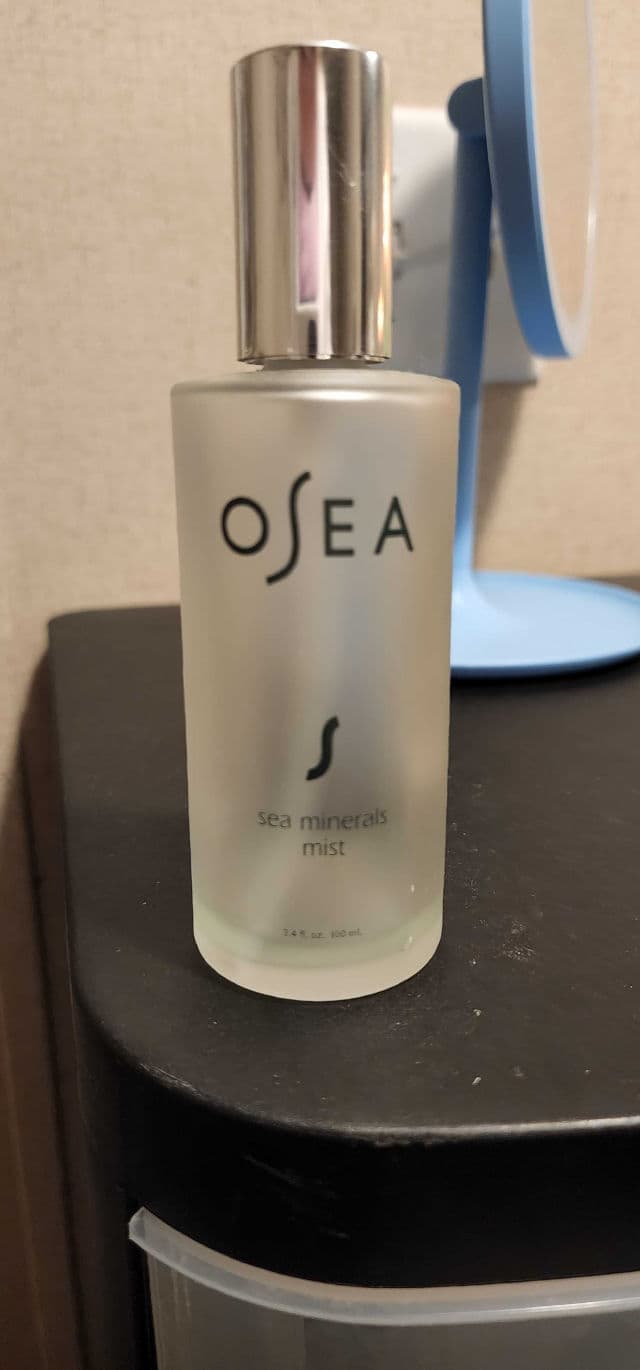 OSEA
sea minerals
mist
3.4 fl. oz. 100 mL